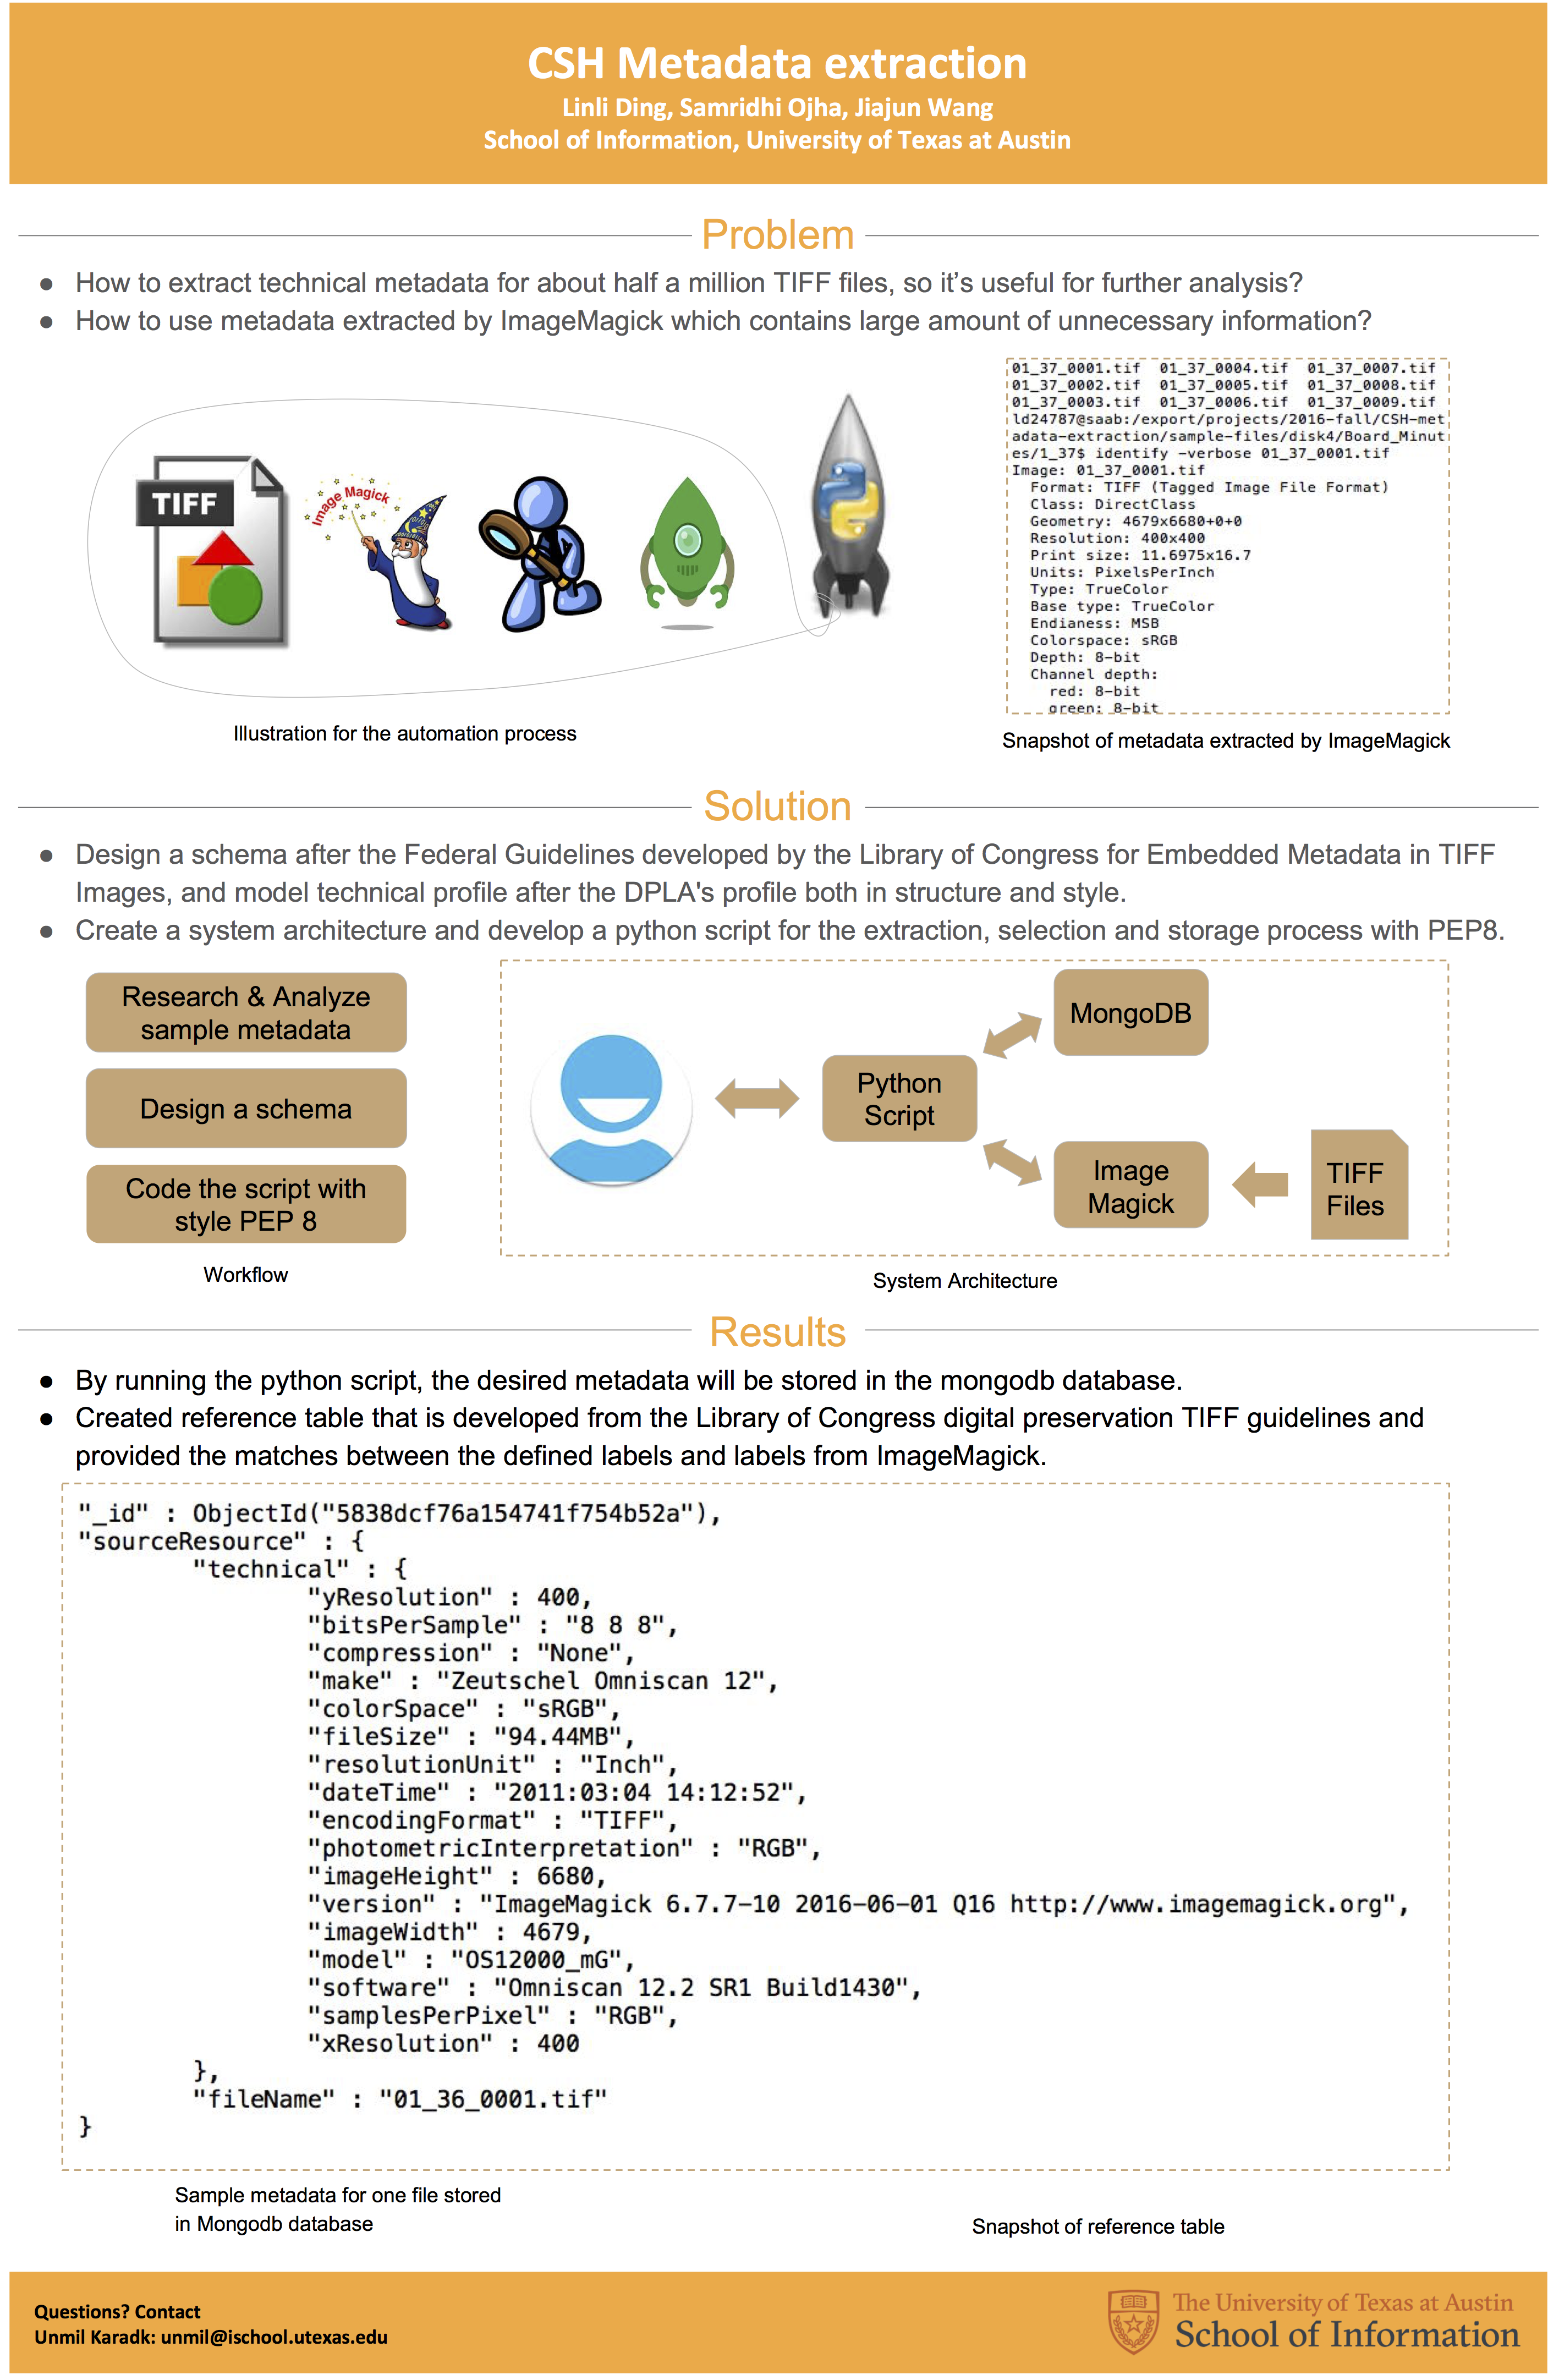 CSH Metadata extraction
Linli Ding, Samridhi Ojha, Jiajun Wang
School of Information, University of Texas at Austin
Problem
● How to extract technical metadata for about half a million TIFF files, so it's useful for further analysis?
● How to use metadata extracted by ImageMagick which contains large amount of unnecessary information?
TIFF
Image Magick
Illustration for the automation process
01_37_0001.tif 01_37_0004.tif 01_37_0007.tif
01_37_0002.tif 01_37_0005.tif 01_37_0008.tif
01_37_0003.tif 01_37_0006.tif 01_37_0009.tif
ld24787@saab:/export/projects/2016-fall/CSH-met
adata-extraction/sample-files/disk4/Board_Minut
es/1_37$ identify -verbose 01_37_0001.tif
Image: 01_37_0001.tif
Format: TIFF (Tagged Image File Format)
Class: DirectClass
Geometry: 4679x6680+0+0
Resolution: 400x400
Print size: 11.6975x16.7
Units: PixelsPerInch
Type: TrueColor
Base type: TrueColor
Endianess: MSB
Colorspace: sRGB
Depth: 8-bit
Channel depth:
red: 8-bit
green: 8-bit
Snapshot of metadata extracted by ImageMagick
Solution
● Design a schema after the Federal Guidelines developed by the Library of Congress for Embedded Metadata in TIFF
Images, and model technical profile after the DPLA's profile both in structure and style.
● Create a system architecture and develop a python script for the extraction, selection and storage process with PEP8.
Research & Analyze
sample metadata
Design a schema
Code the script with
style PEP 8
Workflow
Python
Script
MongoDB
Image
Magick
TIFF
Files
System Architecture
Results
● By running the python script, the desired metadata will be stored in the mongodb database.
● Created reference table that is developed from the Library of Congress digital preservation TIFF guidelines and
provided the matches between the defined labels and labels from ImageMagick.
"_id" : ObjectId("5838dcf76a154741f754b52a"),
"sourceResource" : {
"technical" : {
"yResolution" : 400,
"bitsPerSample" : "8 8 8",
"compression" : "None",
"make" : "Zeutschel Omniscan 12",
"colorSpace" : "sRGB",
"fileSize" : "94.44MB",
"resolutionUnit" : "Inch",
"dateTime" : "2011:03:04 14:12:52",
"encodingFormat" : "TIFF",
"photometricInterpretation" : "RGB",
"imageHeight" : 6680,
"version" : "ImageMagick 6.7.7-10 2016-06-01 Q16 http://www.imagemagick.org",
"imageWidth" : 4679,
"model" : "OS12000_mG",
"software" : "Omniscan 12.2 SR1 Build1430",
"samplesPerPixel" : "RGB",
"xResolution" : 400
},
"fileName" : "01_36_0001.tif"
}
Sample metadata for one file stored
in Mongodb database
Snapshot of reference table
Questions? Contact
Unmil Karadk: unmil@ischool.utexas.edu
The University of Texas at Austin
School of Information